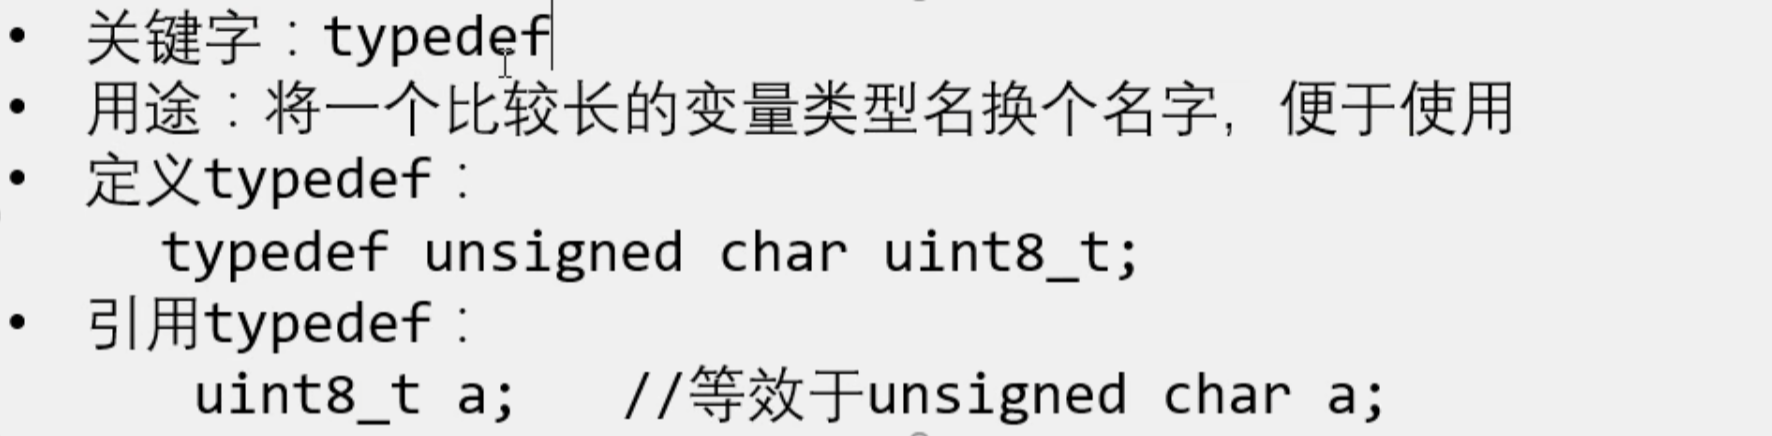 • 关键字：typedef
• 用途：将一个比较长的变量类型名换个名字，便于使用
• 定义typedef：
typedef unsigned char uint8_t;
• 引用typedef：
uint8_t a;   //等效于unsigned char a;